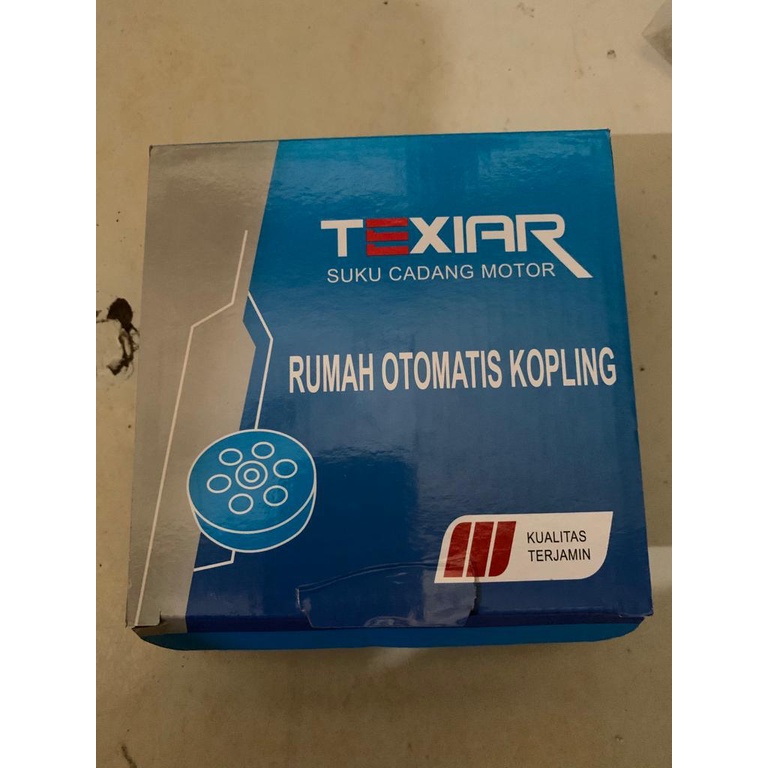 TEXIAR
SUKU CADANG MOTOR
RUMAH OTOMATIS KOPLING
KUALITAS
TERJAMIN